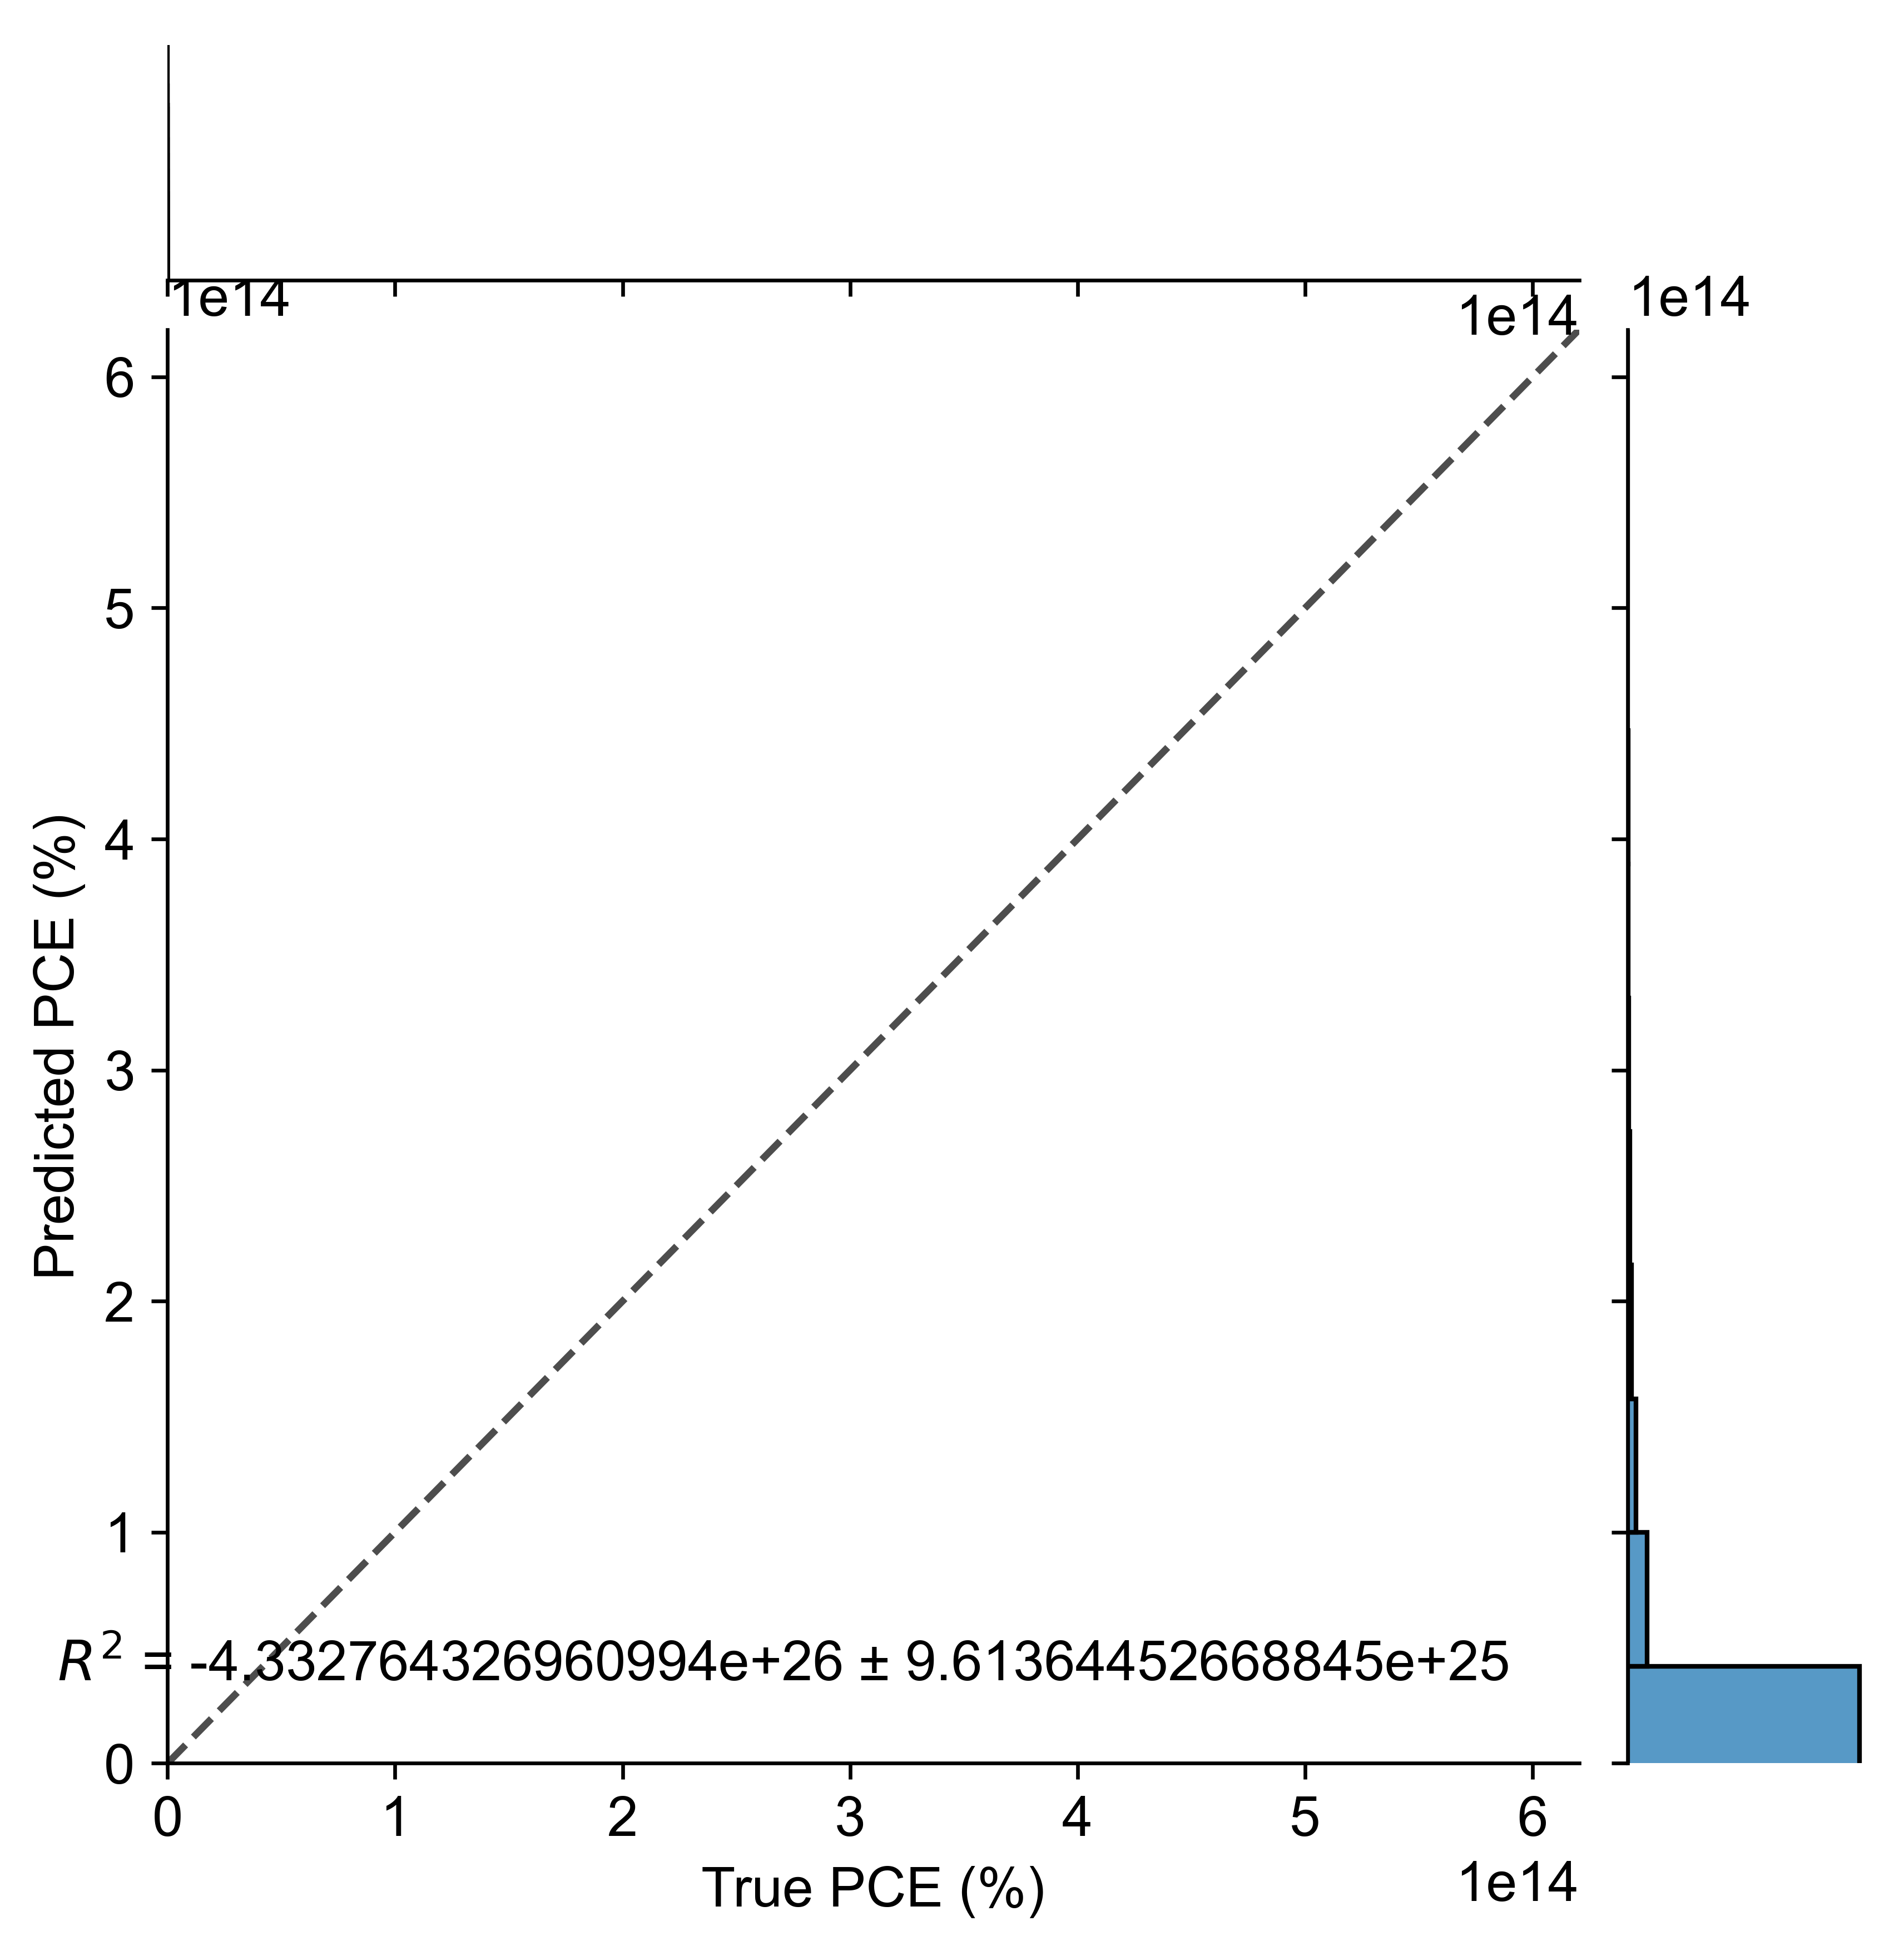 1e14
1e14
1e14
6
5
4
3
2
1
0
Predicted PCE (%)
R² = -4.332764326960994e+26 ± 9.61364452668845e+25
0 1 2 3 4 5 6
True PCE (%)
1e14